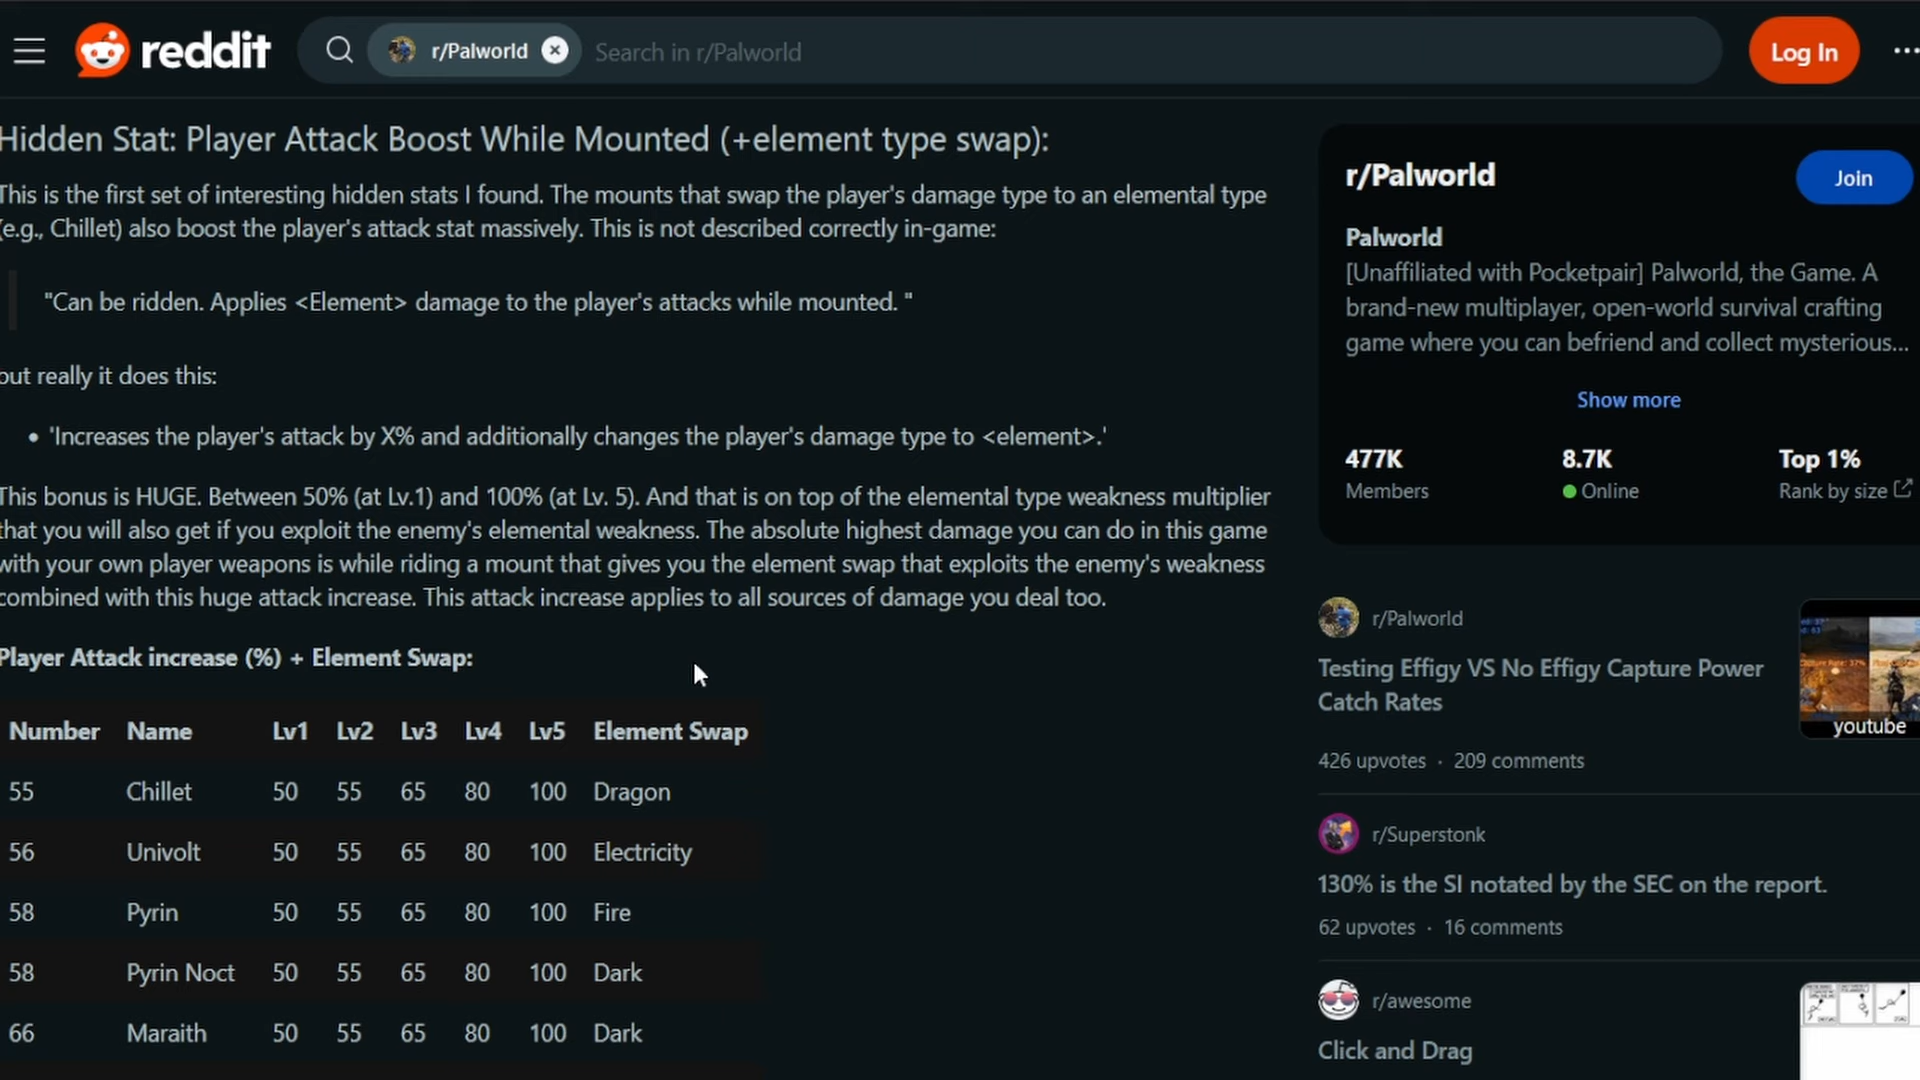 reddit
r/Palworld
Search in r/Palworld
Log In
Hidden Stat: Player Attack Boost While Mounted (+element type swap):
This is the first set of interesting hidden stats I found. The mounts that swap the player's damage type to an elemental type
(e.g., Chillet) also boost the player's attack stat massively. This is not described correctly in-game:
"Can be ridden. Applies <Element> damage to the player's attacks while mounted. "
but really it does this:
• 'Increases the player's attack by X% and additionally changes the player's damage type to <element>.'
This bonus is HUGE. Between 50% (at Lv.1) and 100% (at Lv. 5). And that is on top of the elemental type weakness multiplier
that you will also get if you exploit the enemy's elemental weakness. The absolute highest damage you can do in this game
with your own player weapons is while riding a mount that gives you the element swap that exploits the enemy's weakness
combined with this huge attack increase. This attack increase applies to all sources of damage you deal too.
Player Attack increase (%) + Element Swap:
Number Name Lv1 Lv2 Lv3 Lv4 Lv5 Element Swap
55 Chillet 50 55 65 80 100 Dragon
56 Univolt 50 55 65 80 100 Electricity
58 Pyrin 50 55 65 80 100 Fire
58 Pyrin Noct 50 55 65 80 100 Dark
66 Maraith 50 55 65 80 100 Dark
r/Palworld
Join
Palworld
[Unaffiliated with Pocketpair] Palworld, the Game. A
brand-new multiplayer, open-world survival crafting
game where you can befriend and collect mysterious...
Show more
477K 8.7K Top 1%
Members Online Rank by size
r/Palworld
Testing Effigy VS No Effigy Capture Power
Catch Rates
youtube
426 upvotes · 209 comments
r/Superstonk
130% is the SI notated by the SEC on the report.
62 upvotes · 16 comments
r/awesome
Click and Drag